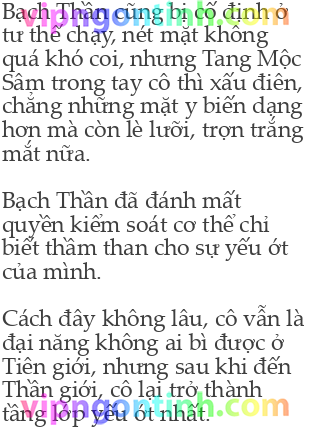 Bạch Thần cũng bị cố định ở
tư thế chạy, nét mặt không
quá khó coi, nhưng Tang Mộc
Sâm trong tay cô thì xấu điên,
chẳng những mặt y biến dạng
hơn mà còn lè lưỡi, trợn trắng
mắt nữa.

Bạch Thần đã đánh mất
quyền kiểm soát cơ thể chỉ
biết thầm than cho sự yếu ớt
của mình.

Cách đây không lâu, cô vẫn là
đại năng không ai bì được ở
Tiên giới, nhưng sau khi đến
Thần giới, cô lại trở thành
tầng lớp yếu ớt nhất.
vipngontinh.com
vipngontinh.com